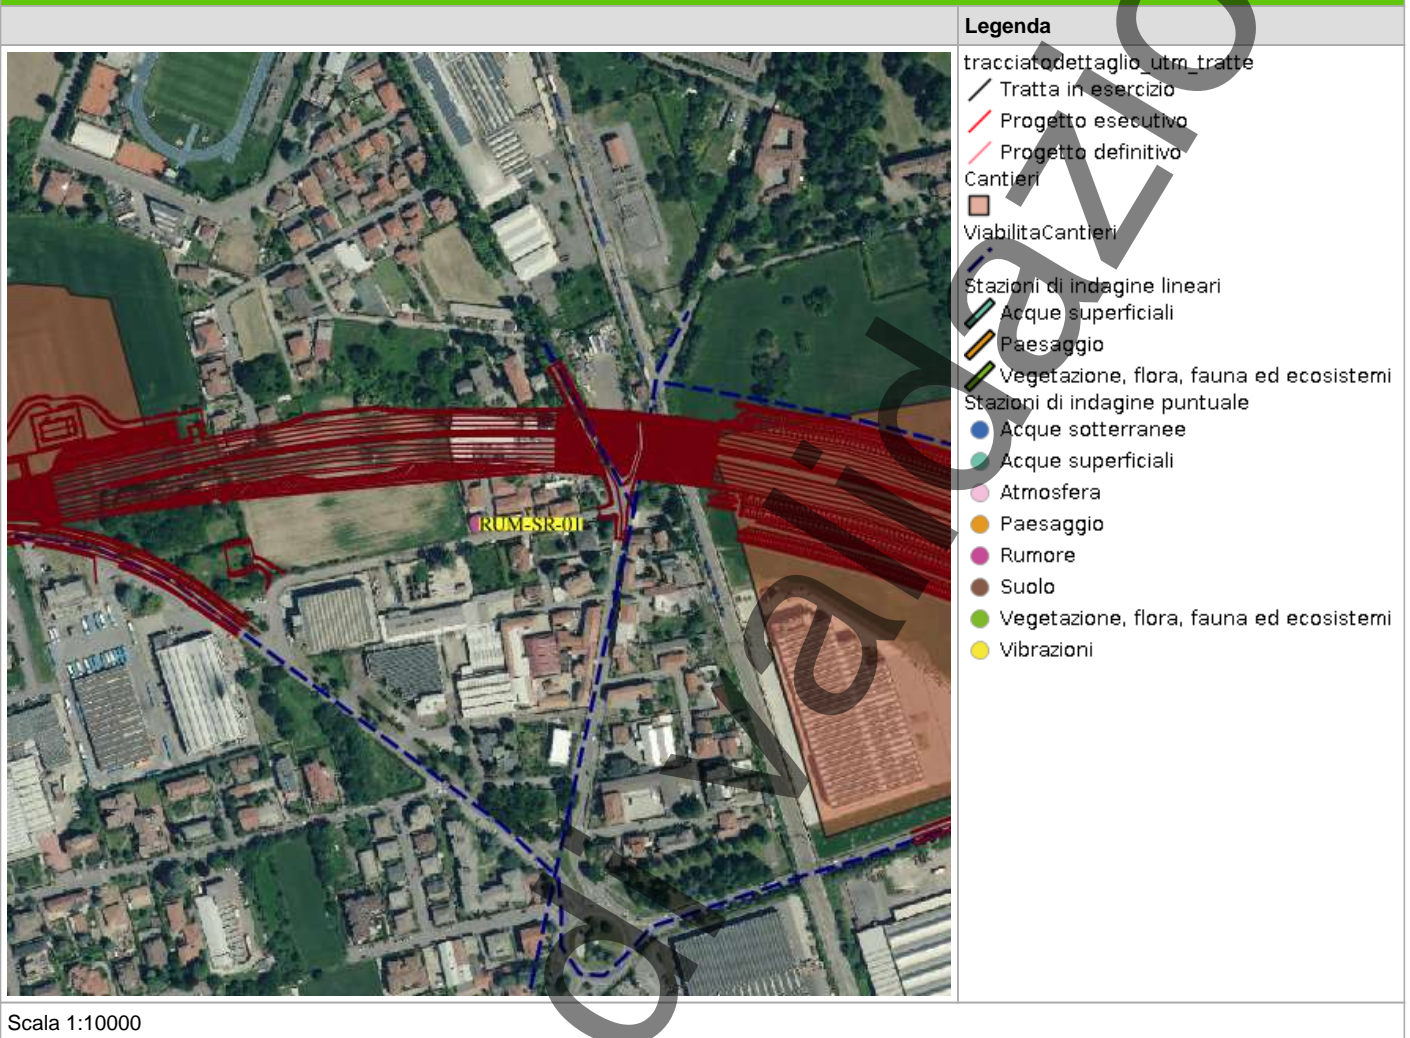 Legenda
tracciatodettaglio_utm_tratte
Tratta in esercizio
Progetto esecutivo
Progetto definitivo
Cantieri
ViabilitaCantieri
Stazioni di indagine lineari
Acque superficiali
Paesaggio
Vegetazione, flora, fauna ed ecosistemi
Stazioni di indagine puntuale
Acque sotterranee
Acque superficiali
Atmosfera
Paesaggio
Rumore
Suolo
Vegetazione, flora, fauna ed ecosistemi
Vibrazioni
RUM-SR-01
Scala 1:10000
di validazio